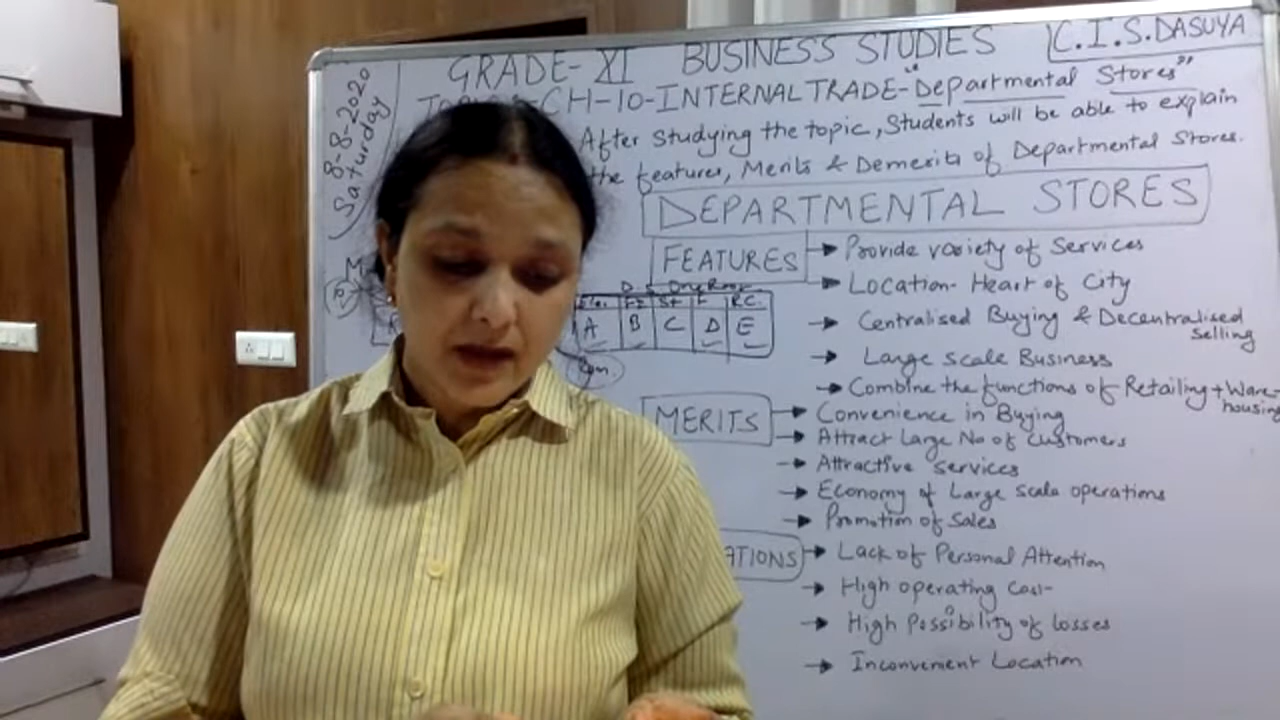 GRADE-XI BUSINESS STUDIES C.I.S.DASUYA
8-8-2020
Saturday
CH-10-INTERNAL TRADE-"Departmental Stores"
After studying the topic, Students will be able to explain
the features, Merits & Demerits of Departmental Stores.
DEPARTMENTAL STORES
FEATURES → Provide variety of Services
→ Location- Heart of City
→ Centralised Buying & Decentralised
selling
→ Large scale Business
→ Combine the functions of Retailing + Ware-
housing
A B C D E
MERITS → Convenience in Buying
→ Attract Large No of customers
→ Attractive services
→ Economy of Large scale operations
→ Promotion of Sales
ATIONS → Lack of Personal Attention
→ High operating Cost
→ High Possibility of losses
→ Inconvenient Location